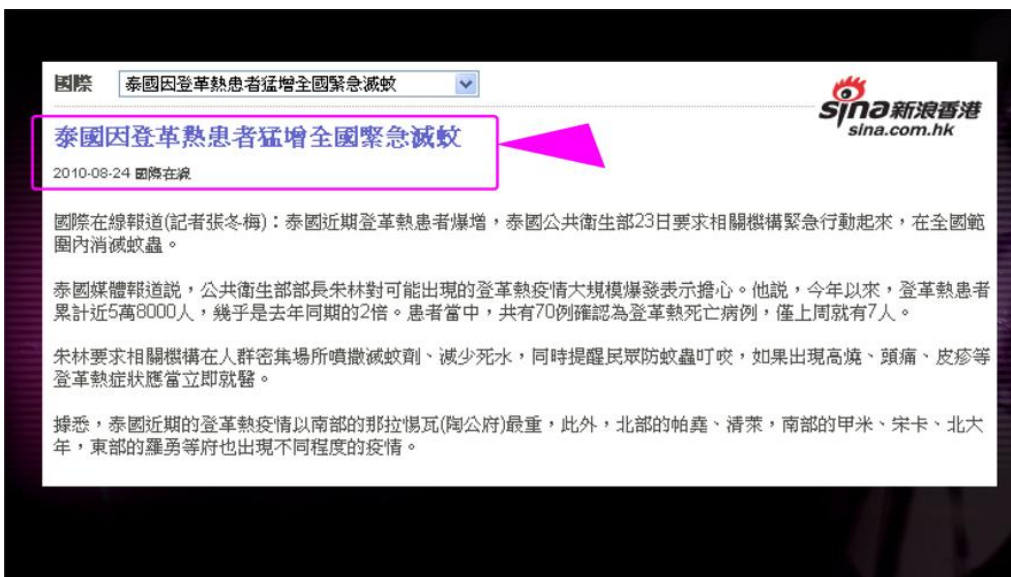 國際 泰國因登革熱患者猛增全國緊急滅蚊
sina新浪香港
sina.com.hk
泰國因登革熱患者猛增全國緊急滅蚊
2010-08-24 國際在線
國際在線報道(記者張冬梅)：泰國近期登革熱患者爆增，泰國公共衛生部23日要求相關機構緊急行動起來，在全國範
圍內消滅蚊蟲。
泰國媒體報道説，公共衛生部部長朱林對可能出現的登革熱疫情大規模爆發表示擔心。他説，今年以來，登革熱患者
累計近5萬8000人，幾乎是去年同期的2倍。患者當中，共有70例確認為登革熱死亡病例，僅上周就有7人。
朱林要求相關機構在人群密集場所噴撒滅蚊劑、減少死水，同時提醒民眾防蚊蟲叮咬，如果出現高燒、頭痛、皮疹等
登革熱症狀應當立即就醫。
據悉，泰國近期的登革熱疫情以南部的那拉惕瓦(陶公府)最重，此外，北部的帕堯、清萊，南部的甲米、宋卡、北大
年，東部的羅勇等府也出現不同程度的疫情。